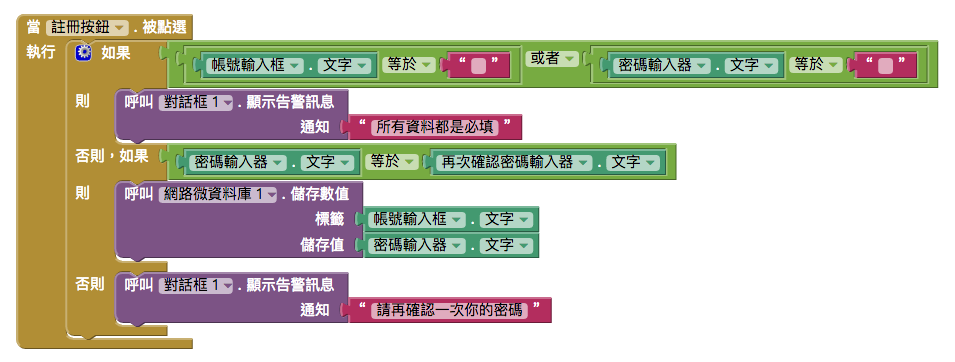 當 註冊按鈕 . 被點選
執行 如果 帳號輸入框 . 文字 等於 “ ” 或者 密碼輸入器 . 文字 等於 “ ”
則 呼叫 對話框 1 . 顯示告警訊息
通知 “ 所有資料都是必填 ”
否則，如果 密碼輸入器 . 文字 等於 再次確認密碼輸入器 . 文字
則 呼叫 網路微資料庫 1 . 儲存數值
標籤 帳號輸入框 . 文字
儲存值 密碼輸入器 . 文字
否則 呼叫 對話框 1 . 顯示告警訊息
通知 “ 請再確認一次你的密碼 ”